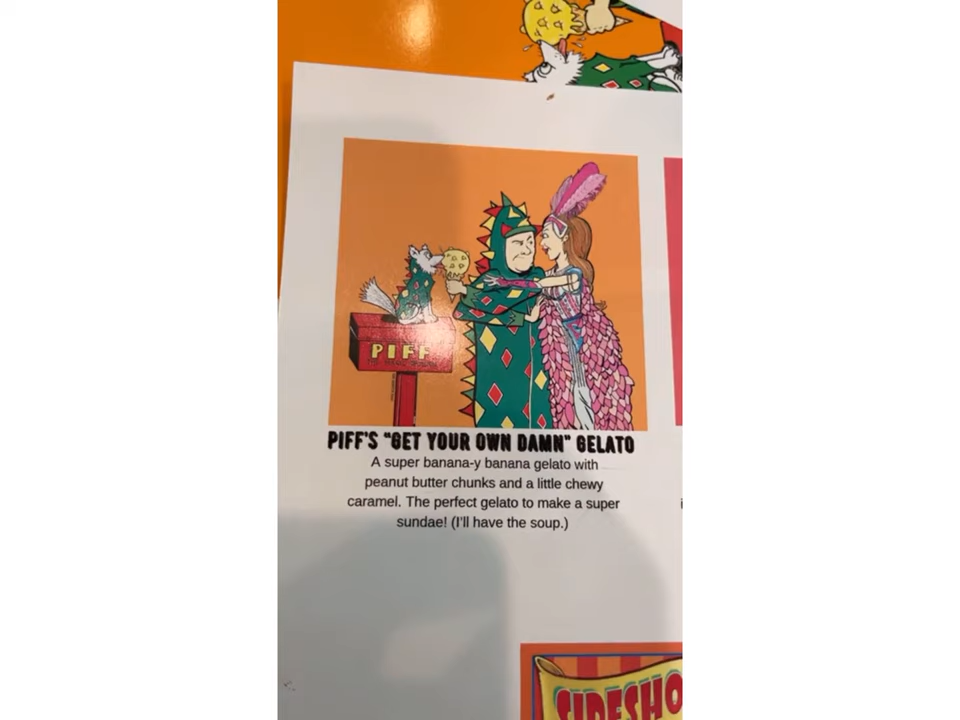 PIFF
PIFF'S "GET YOUR OWN DAMN" GELATO
A super banana-y banana gelato with
peanut butter chunks and a little chewy
caramel. The perfect gelato to make a super
sundae! (I'll have the soup.)
SIDESHO